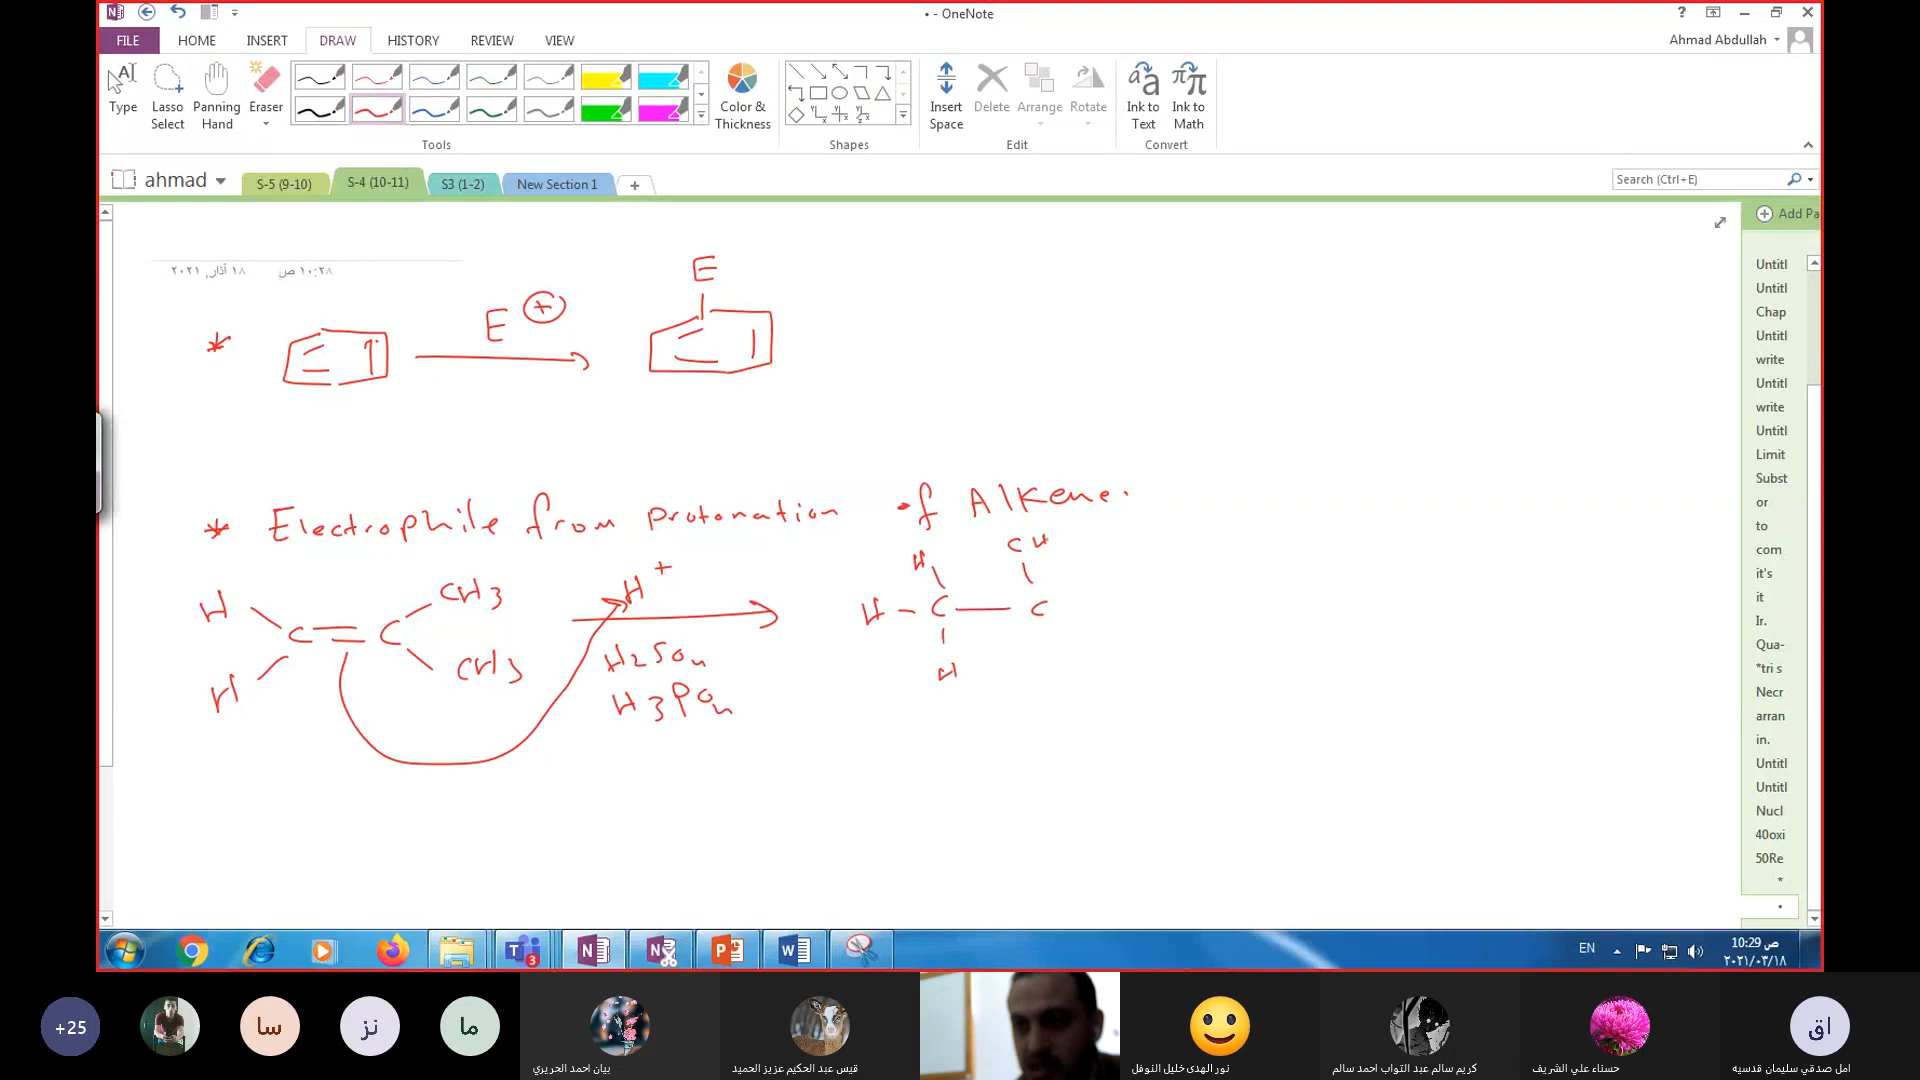 • - OneNote
FILE HOME INSERT DRAW HISTORY REVIEW VIEW
Ahmad Abdullah
Type
Lasso Select
Panning Hand
Eraser
Color & Thickness
Insert Space
Delete
Arrange
Rotate
Ink to Text
Ink to Math
Tools
Shapes
Edit
Convert
ahmad
S-5 (9-10)
S-4 (10-11)
S3 (1-2)
New Section 1
Search (Ctrl+E)
Add Pa
١٨ آذار, ٢٠٢١ ١٠:٢٨ ص
E
* E +
* Electrophile from protonation of Alkene.
H C = C CH3
H CH3
H+
H2SO4
H3PO4
H CH
H - C — C
H
Untitl
Untitl
Chap
Untitl
write
Untitl
write
Untitl
Limit
Subst
or
to
com
it's
it
Ir.
Qua-
*tri s
Necr
arran
in.
Untitl
Untitl
Nucl
40oxi
50Re
*
EN
10:29 ص
٢٠٢١/٠٣/١٨
3
+25
سا
نز
ما
بيان احمد الحريري
قيس عبد الحكيم عزيز الحميد
نور الهدى خليل النوفل
كريم سالم عبد التواب احمد سالم
حسناء علي الشريف
اق
امل صدقي سليمان قدسيه